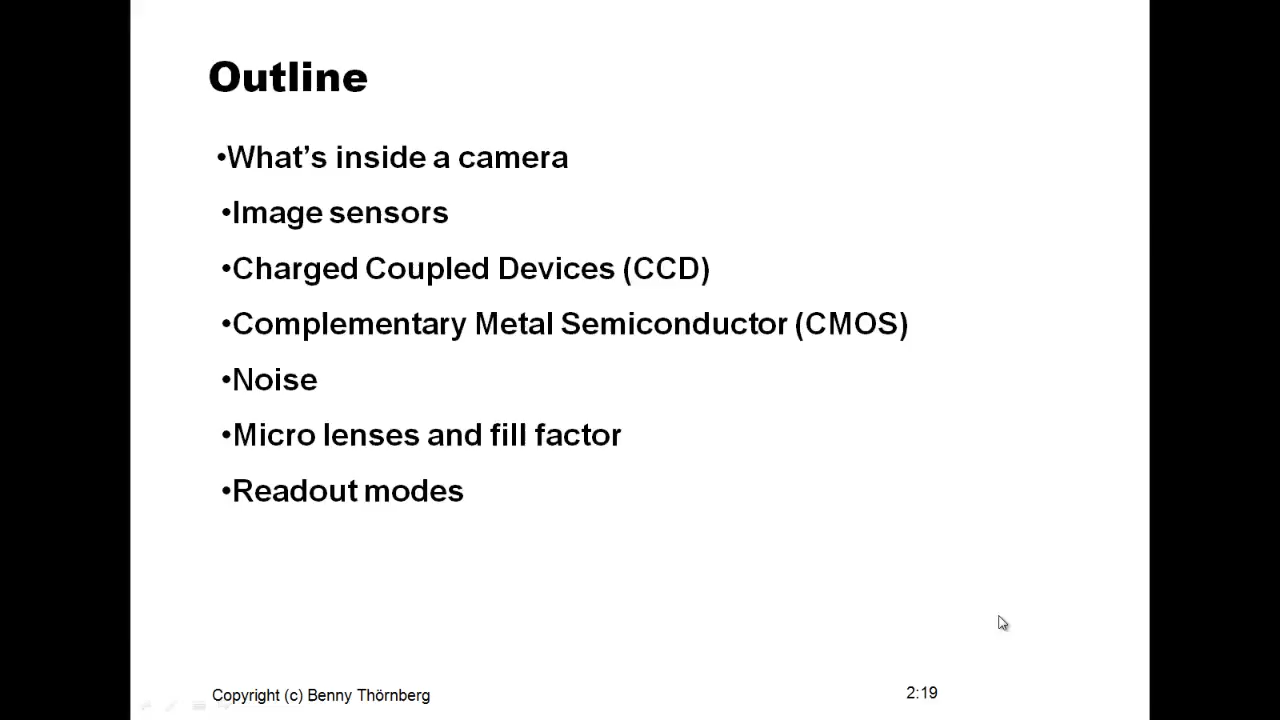 Outline
•What's inside a camera
•Image sensors
•Charged Coupled Devices (CCD)
•Complementary Metal Semiconductor (CMOS)
•Noise
•Micro lenses and fill factor
•Readout modes
Copyright (c) Benny Thörnberg
2:19